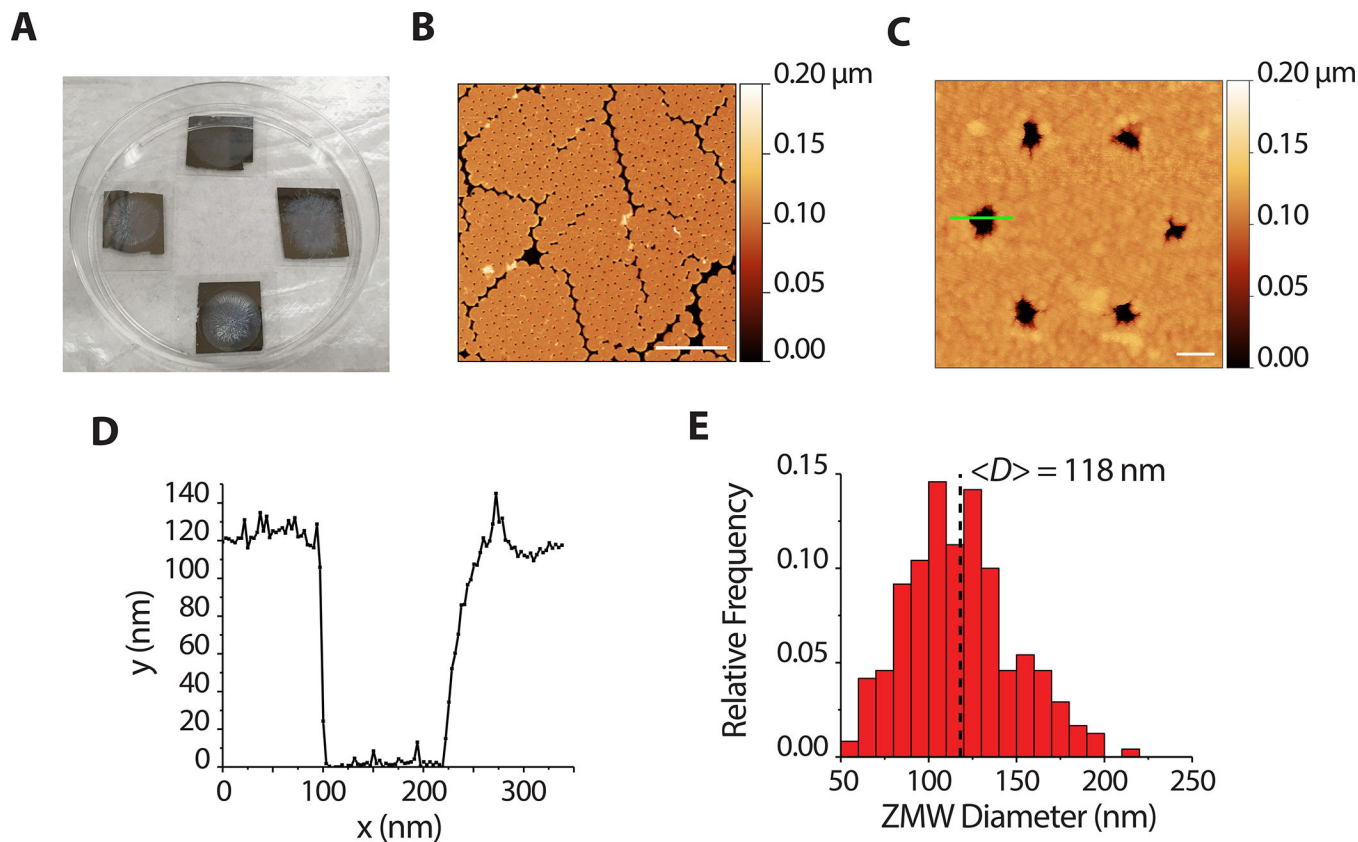 A
B
C
0.20 µm
0.15
0.10
0.05
0.00
0.20 µm
0.15
0.10
0.05
0.00
D
140
120
100
80
60
40
20
0
y (nm)
0 100 200 300
x (nm)
E
<D> = 118 nm
0.15
0.10
0.05
0.00
Relative Frequency
50 100 150 200 250
ZMW Diameter (nm)